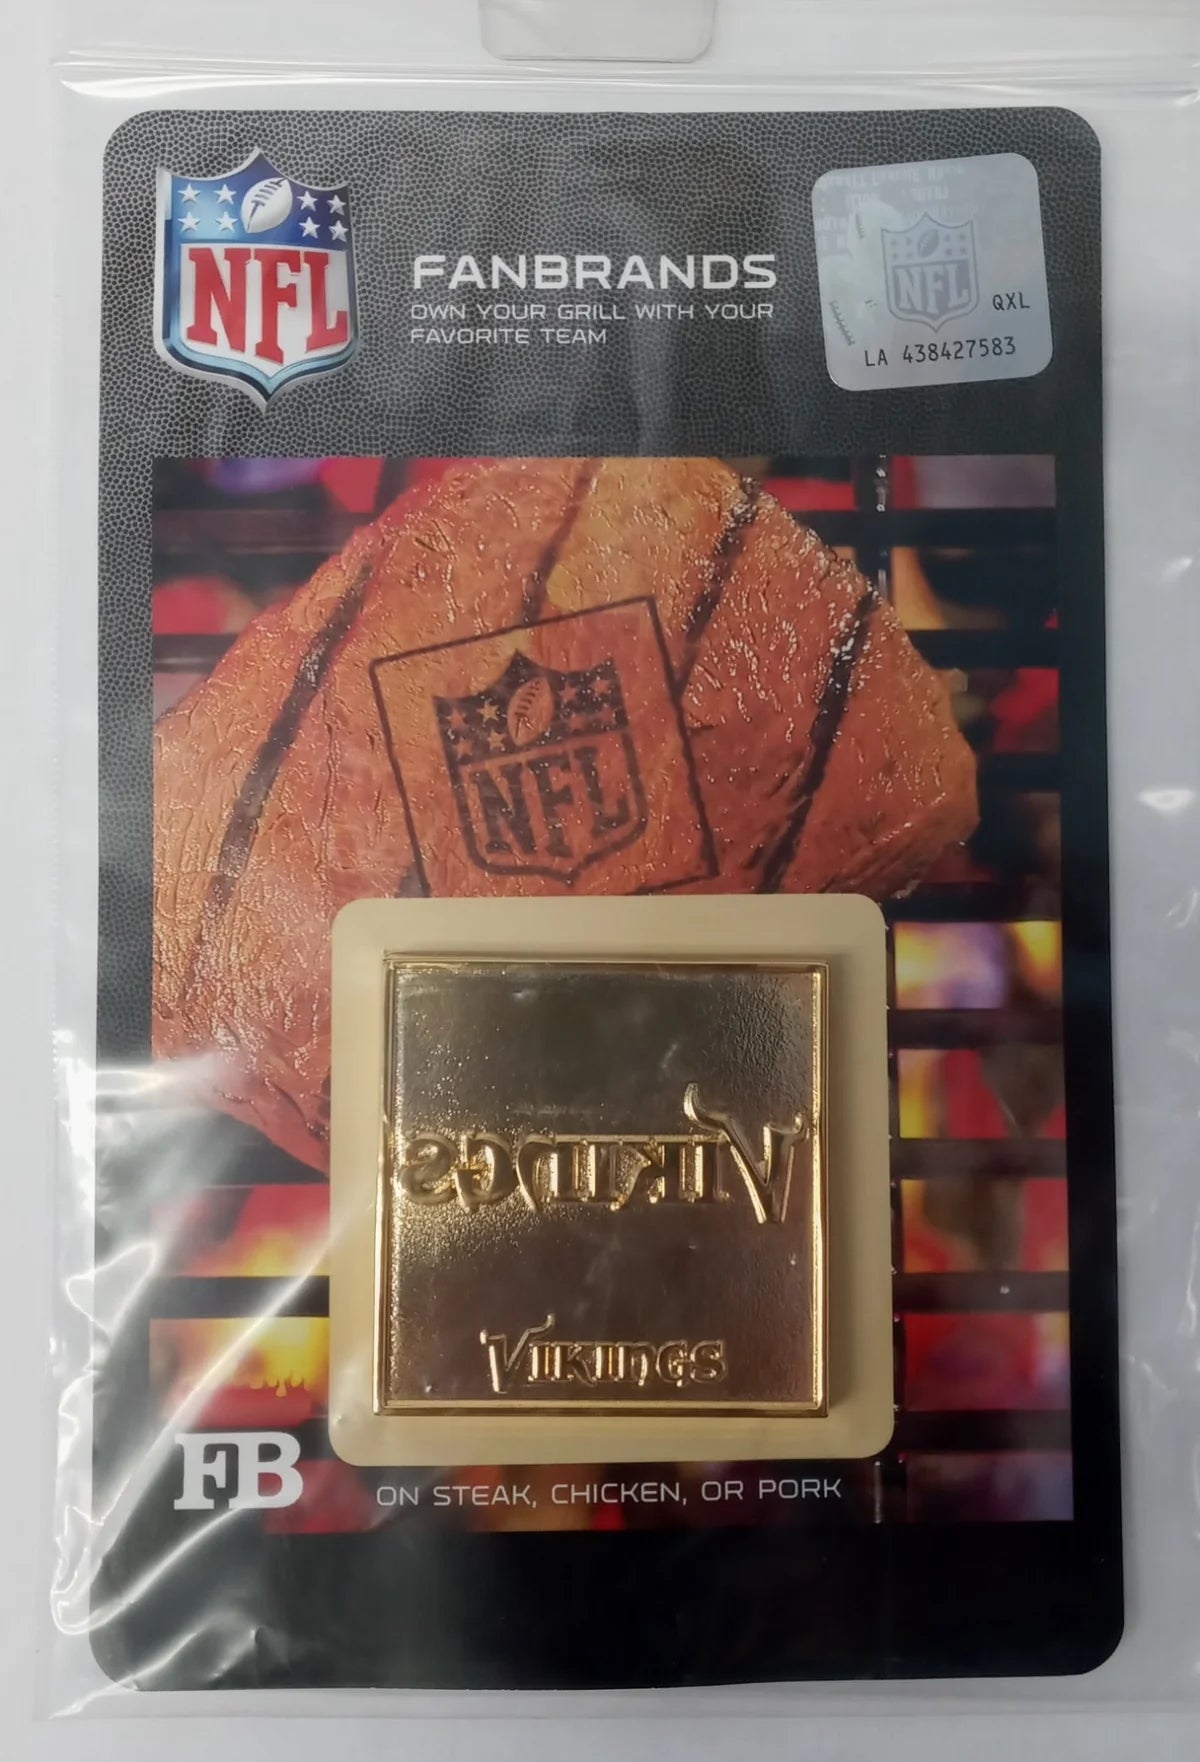 NFL
FANBRANDS
OWN YOUR GRILL WITH YOUR
FAVORITE TEAM
NFL
QXL
LA 438427583
NFL
VIKINGS
VIKINGS
FB
ON STEAK, CHICKEN, OR PORK